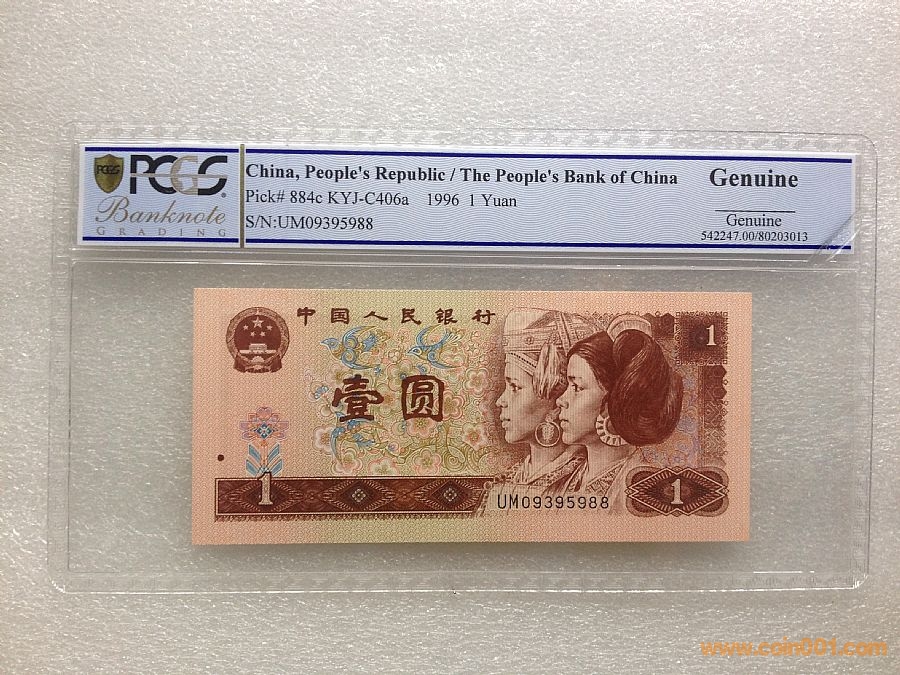 PCGS
PCGS
Banknote
GRADING
China, People's Republic / The People's Bank of China
Pick# 884c KYJ-C406a 1996 1 Yuan
S/N:UM09395988
Genuine
Genuine
542247.00/80203013
中国人民银行
1
壹圆
1
UM09395988
1
www.coin001.com